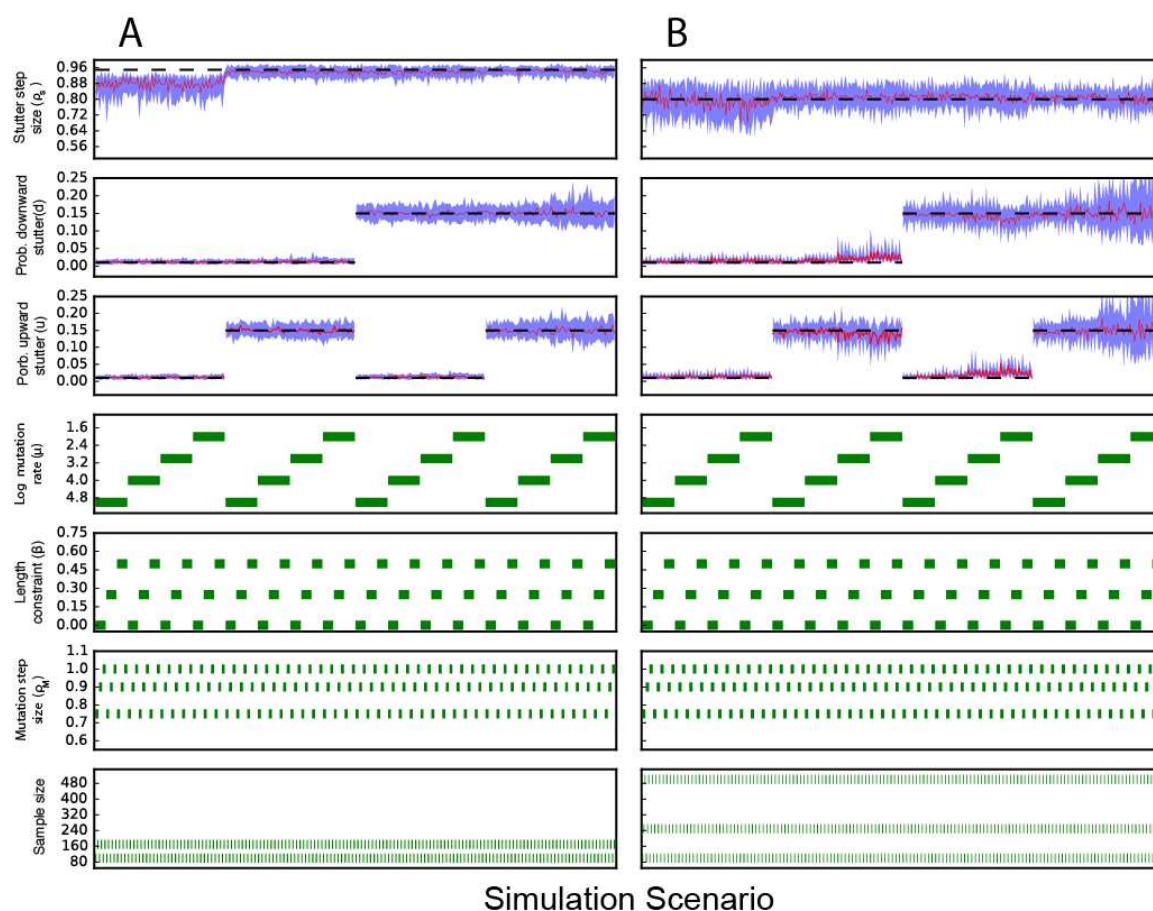 A
B
Stutter step
size (ρs)
0.96
0.88
0.80
0.72
0.64
0.56
Prob. downward
stutter(d)
0.25
0.20
0.15
0.10
0.05
0.00
Porb. upward
stutter (u)
0.25
0.20
0.15
0.10
0.05
0.00
Log mutation
rate (μ)
1.6
2.4
3.2
4.0
4.8
Length
constraint (β)
0.75
0.60
0.45
0.30
0.15
0.00
Mutation step
size (ρM)
1.1
1.0
0.9
0.8
0.7
0.6
Sample size
480
400
320
240
160
80
Simulation Scenario